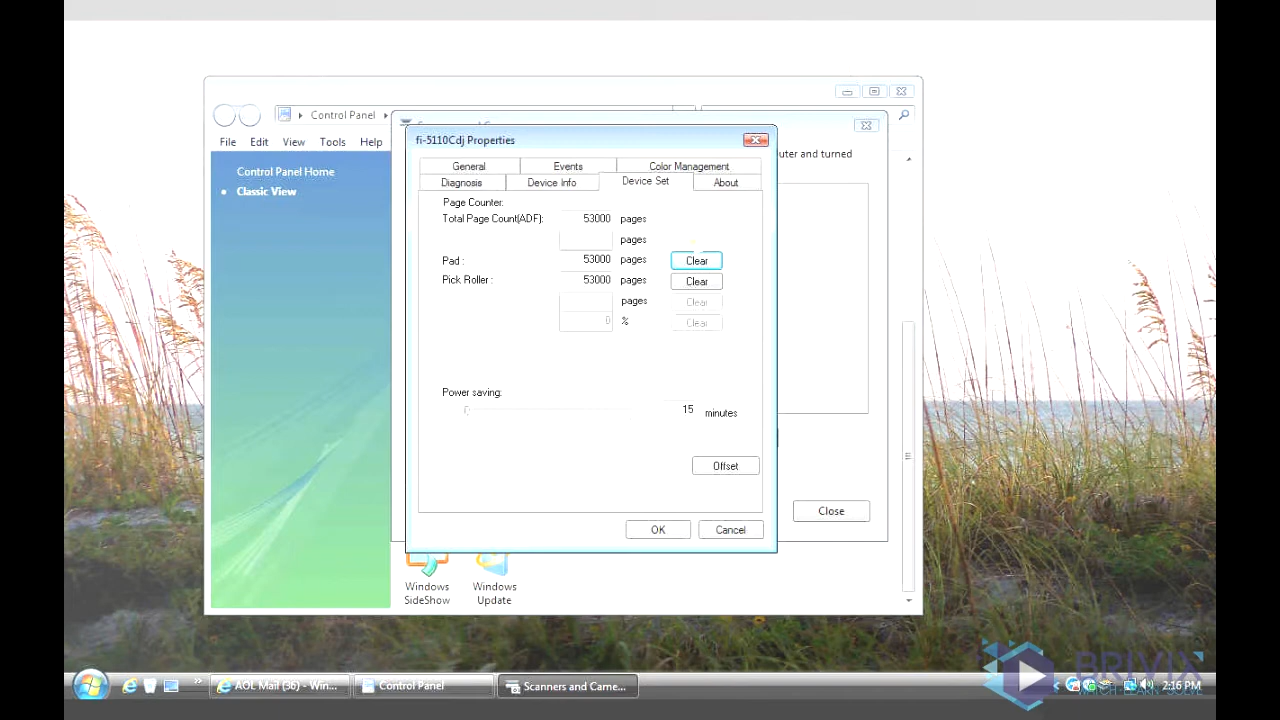 Control Panel
File Edit View Tools Help
Control Panel Home
Classic View
uter and turned
fi-5110Cdj Properties
General Events Color Management
Diagnosis Device Info Device Set About
Page Counter:
Total Page Count(ADF): 53000 pages
pages
Pad : 53000 pages Clear
Pick Roller : 53000 pages Clear
pages Clear
0 % Clear
Power saving:
15 minutes
Offset
OK Cancel
Close
Windows SideShow
Windows Update
BRIVIX
AOL Mail (36) - Win...
Control Panel
Scanners and Came...
2:16 PM